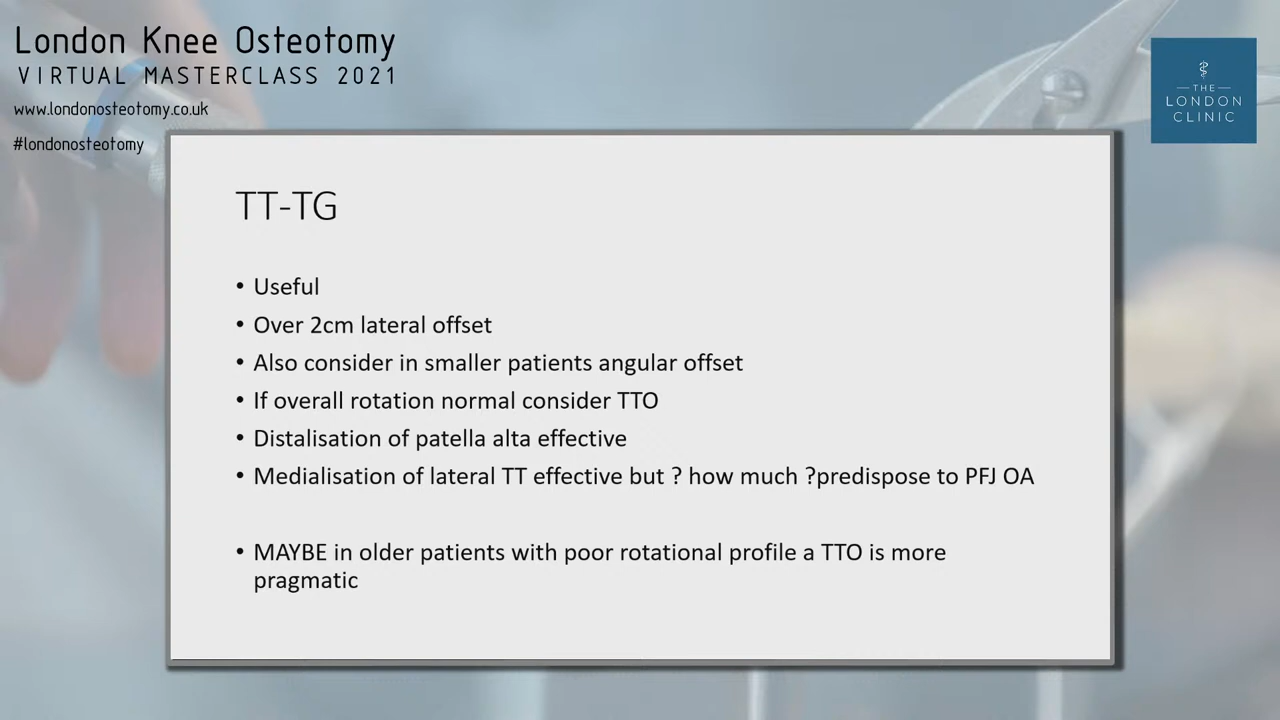 London Knee Osteotomy
VIRTUAL MASTERCLASS 2021
www.londonosteotomy.co.uk
#londonosteotomy
THE
LONDON
CLINIC
TT-TG
• Useful
• Over 2cm lateral offset
• Also consider in smaller patients angular offset
• If overall rotation normal consider TTO
• Distalisation of patella alta effective
• Medialisation of lateral TT effective but ? how much ?predispose to PFJ OA
• MAYBE in older patients with poor rotational profile a TTO is more
pragmatic